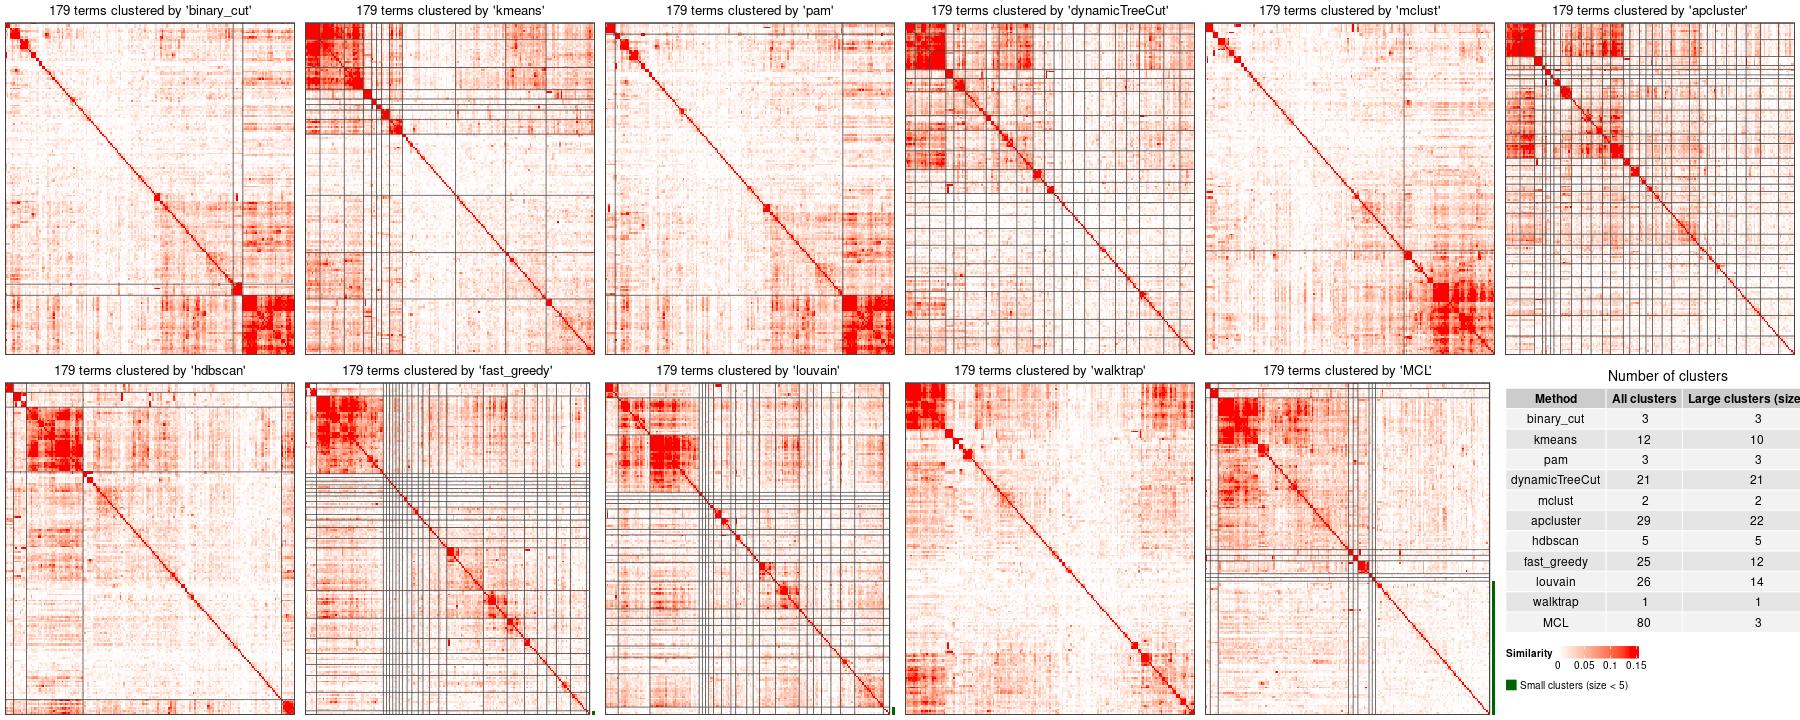 179 terms clustered by 'binary_cut'
179 terms clustered by 'kmeans'
179 terms clustered by 'pam'
179 terms clustered by 'dynamicTreeCut'
179 terms clustered by 'mclust'
179 terms clustered by 'apcluster'
179 terms clustered by 'hdbscan'
179 terms clustered by 'fast_greedy'
179 terms clustered by 'louvain'
179 terms clustered by 'walktrap'
179 terms clustered by 'MCL'
Number of clusters
Method All clusters Large clusters (size
binary_cut 3 3
kmeans 12 10
pam 3 3
dynamicTreeCut 21 21
mclust 2 2
apcluster 29 22
hdbscan 5 5
fast_greedy 25 12
louvain 26 14
walktrap 1 1
MCL 80 3
Similarity
0 0.05 0.1 0.15
Small clusters (size < 5)